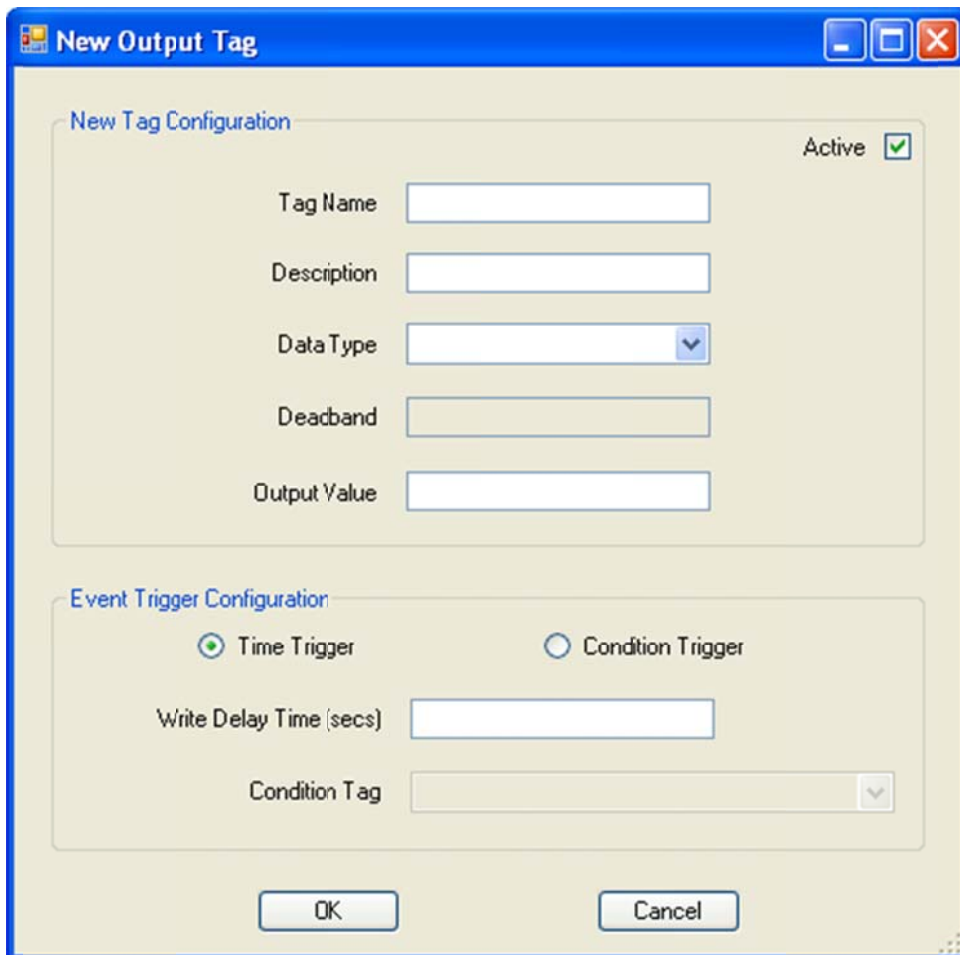 New Output Tag
New Tag Configuration
Active
Tag Name
Description
Data Type
Deadband
Output Value
Event Trigger Configuration
Time Trigger
Condition Trigger
Write Delay Time (secs)
Condition Tag
OK
Cancel